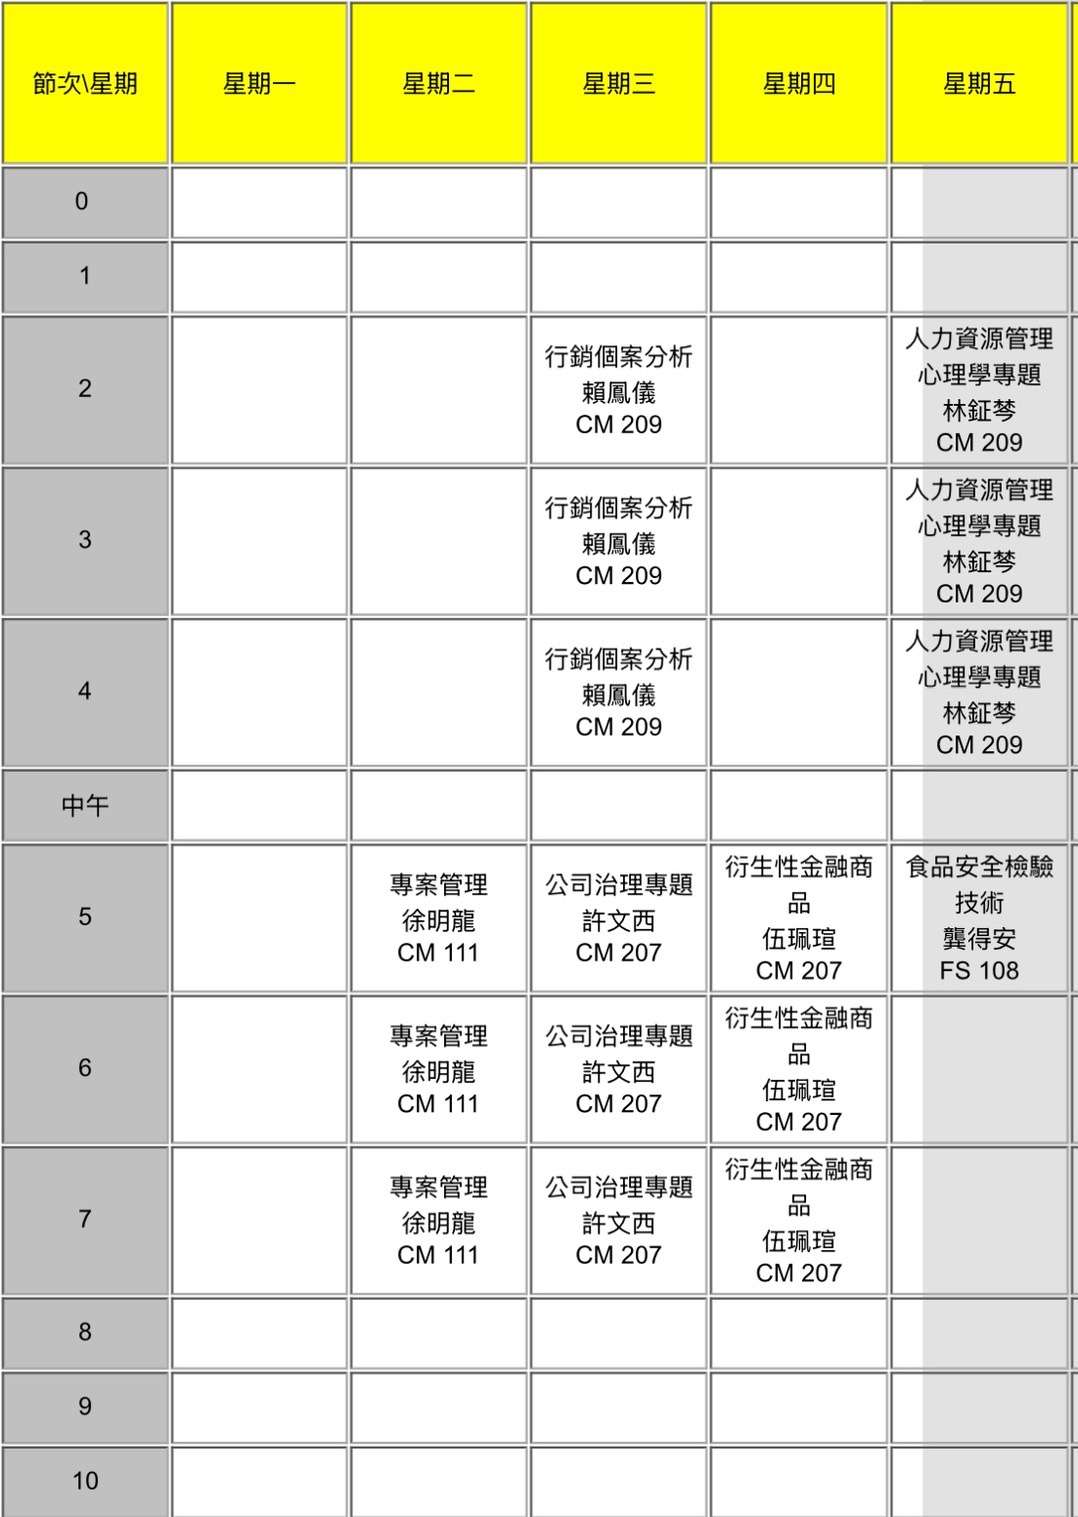 節次\星期 星期一 星期二 星期三 星期四 星期五
0
1
2
行銷個案分析
賴鳳儀
CM 209
人力資源管理
心理學專題
林鉦棽
CM 209
3
行銷個案分析
賴鳳儀
CM 209
人力資源管理
心理學專題
林鉦棽
CM 209
4
行銷個案分析
賴鳳儀
CM 209
人力資源管理
心理學專題
林鉦棽
CM 209
中午
5
專案管理
徐明龍
CM 111
公司治理專題
許文西
CM 207
衍生性金融商
品
伍珮瑄
CM 207
食品安全檢驗
技術
龔得安
FS 108
6
專案管理
徐明龍
CM 111
公司治理專題
許文西
CM 207
衍生性金融商
品
伍珮瑄
CM 207
7
專案管理
徐明龍
CM 111
公司治理專題
許文西
CM 207
衍生性金融商
品
伍珮瑄
CM 207
8
9
10